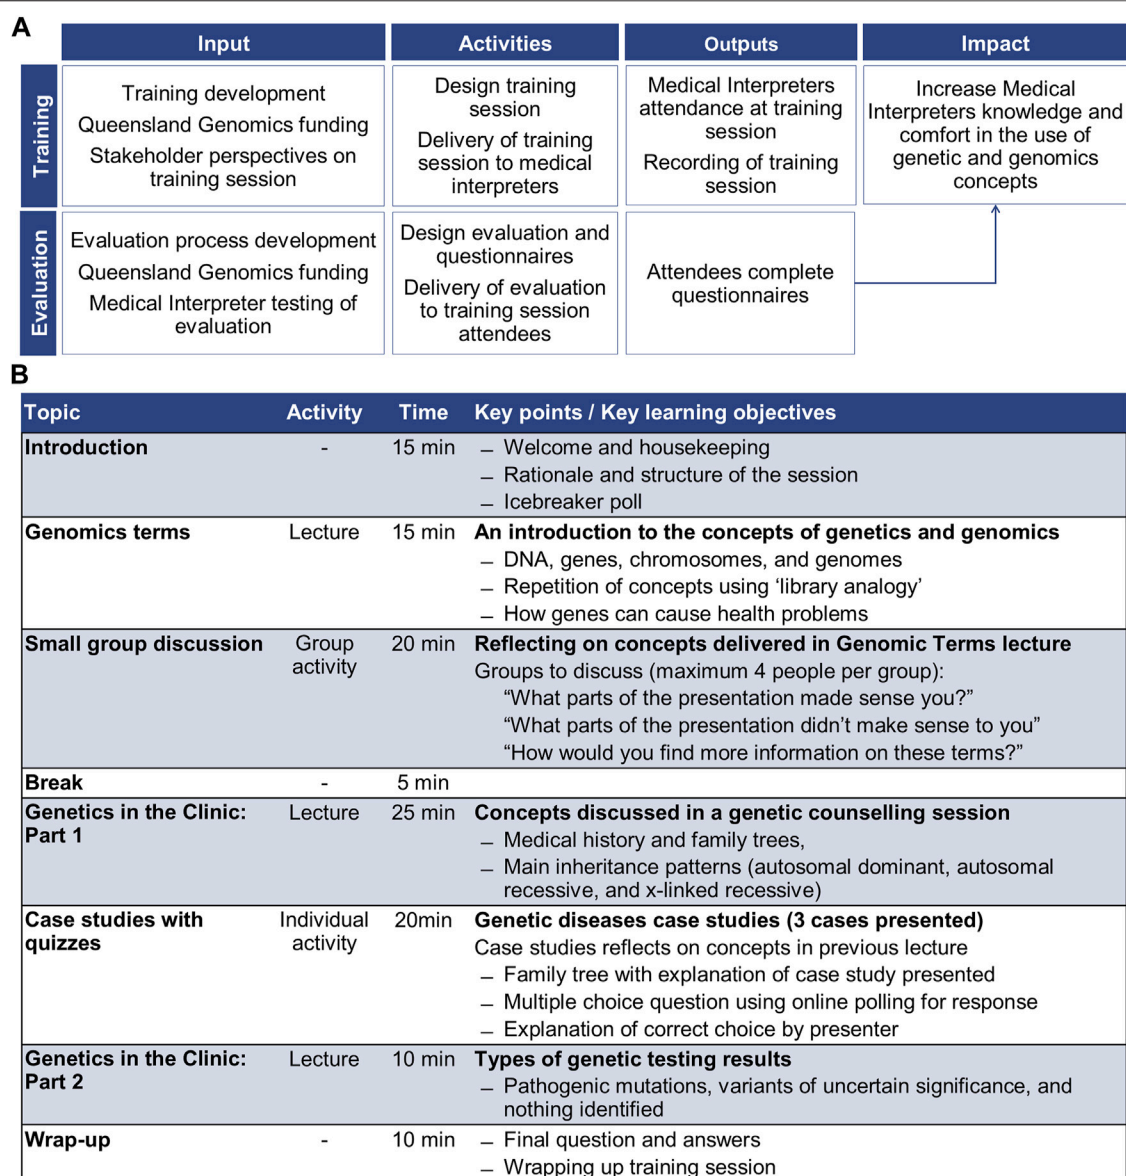 A
Input
Activities
Outputs
Impact
Training
Training development
Queensland Genomics funding
Stakeholder perspectives on
training session
Design training
session
Delivery of training
session to medical
interpreters
Medical Interpreters
attendance at training
session
Recording of training
session
Increase Medical
Interpreters knowledge and
comfort in the use of
genetic and genomics
concepts
Evaluation
Evaluation process development
Queensland Genomics funding
Medical Interpreter testing of
evaluation
Design evaluation and
questionnaires
Delivery of evaluation
to training session
attendees
Attendees complete
questionnaires
B
Topic Activity Time Key points / Key learning objectives
Introduction - 15 min – Welcome and housekeeping
– Rationale and structure of the session
– Icebreaker poll
Genomics terms Lecture 15 min An introduction to the concepts of genetics and genomics
– DNA, genes, chromosomes, and genomes
– Repetition of concepts using ‘library analogy’
– How genes can cause health problems
Small group discussion Group 20 min Reflecting on concepts delivered in Genomic Terms lecture
activity Groups to discuss (maximum 4 people per group):
“What parts of the presentation made sense you?”
“What parts of the presentation didn’t make sense to you”
“How would you find more information on these terms?”
Break - 5 min
Genetics in the Clinic: Lecture 25 min Concepts discussed in a genetic counselling session
Part 1 – Medical history and family trees,
– Main inheritance patterns (autosomal dominant, autosomal
recessive, and x-linked recessive)
Case studies with Individual 20min Genetic diseases case studies (3 cases presented)
quizzes activity Case studies reflects on concepts in previous lecture
– Family tree with explanation of case study presented
– Multiple choice question using online polling for response
– Explanation of correct choice by presenter
Genetics in the Clinic: Lecture 10 min Types of genetic testing results
Part 2 – Pathogenic mutations, variants of uncertain significance, and
nothing identified
Wrap-up - 10 min – Final question and answers
– Wrapping up training session